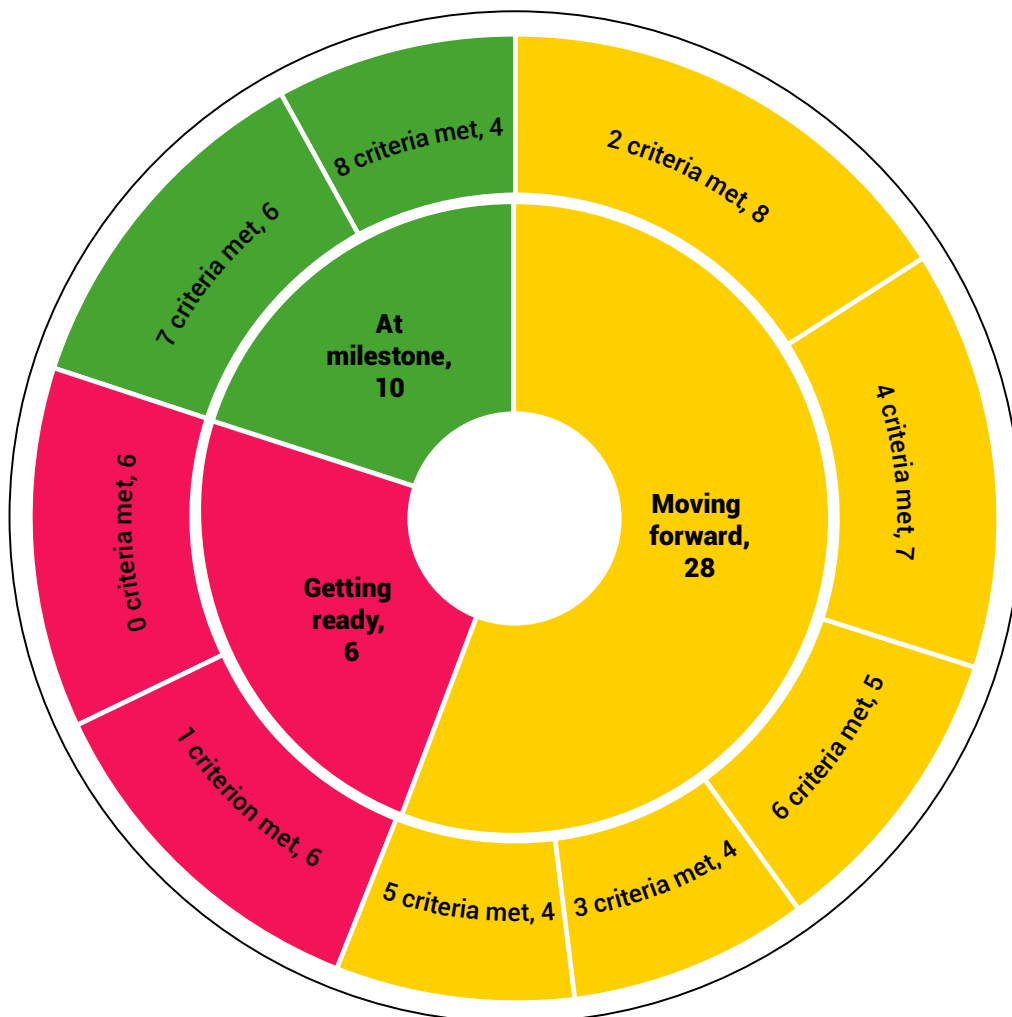 8 criteria met, 4
2 criteria met, 8
7 criteria met, 6
At
milestone,
10
4 criteria met, 7
0 criteria met, 6
Moving
forward,
28
Getting
ready,
6
6 criteria met, 5
1 criterion met, 6
5 criteria met, 4
3 criteria met, 4